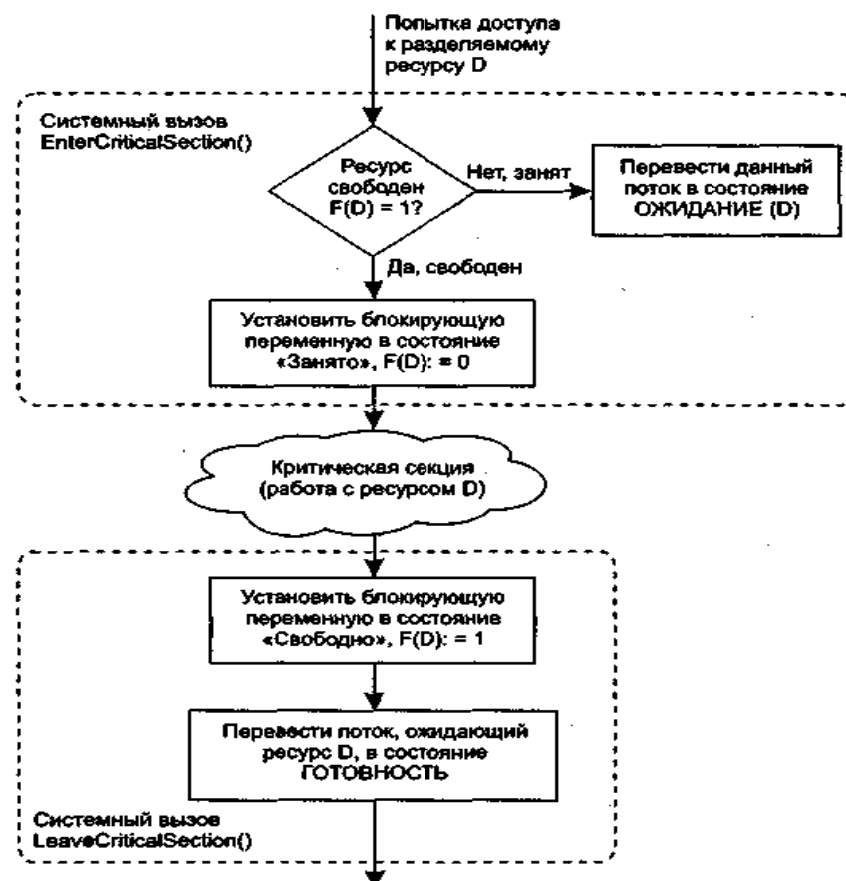 Попытка доступа
к разделяемому
ресурсу D
Системный вызов
EnterCriticalSection()
Ресурс
свободен
F(D) = 1?
Нет, занят
Перевести данный
поток в состояние
ОЖИДАНИЕ (D)
Да, свободен
Установить блокирующую
переменную в состояние
«Занято», F(D): = 0
Критическая секция
(работа с ресурсом D)
Установить блокирующую
переменную в состояние
«Свободно», F(D): = 1
Перевести поток, ожидающий
ресурс D, в состояние
ГОТОВНОСТЬ
Системный вызов
LeaveCriticalSection()